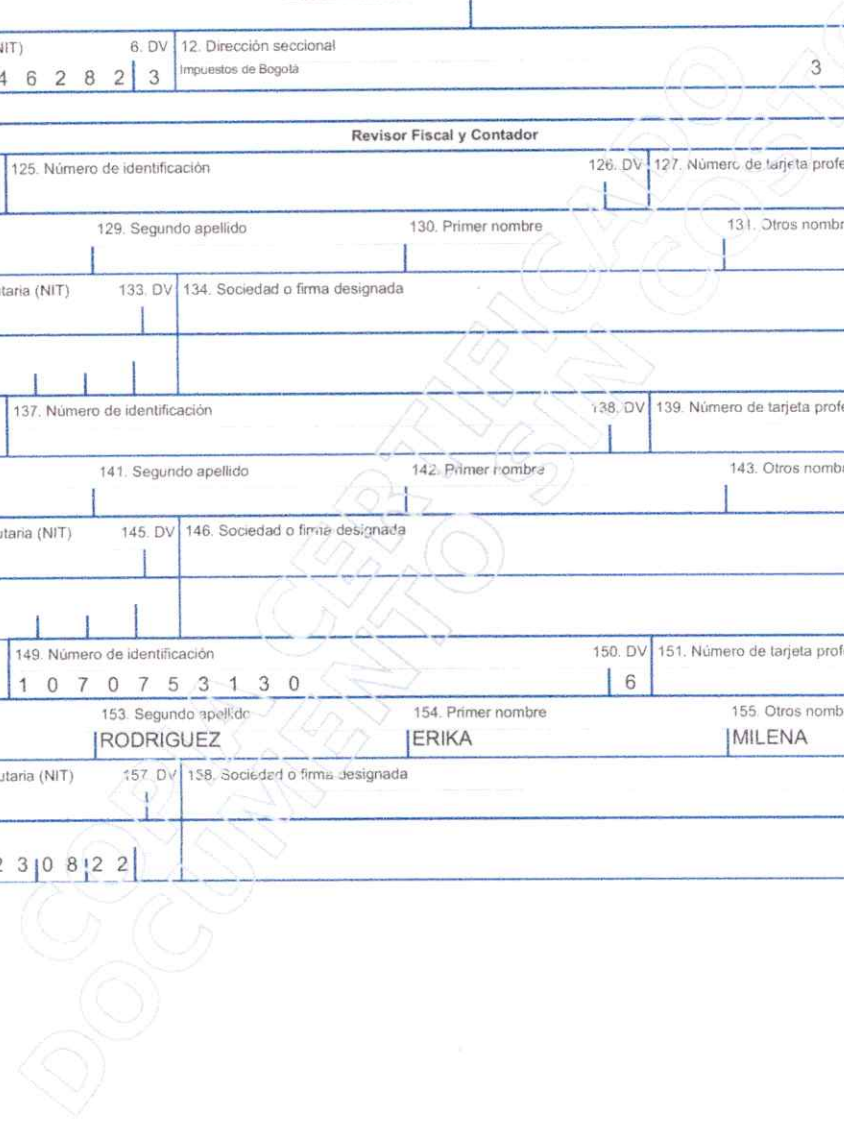 NIT) 6. DV 12. Dirección seccional
4 6 2 8 2 3 Impuestos de Bogotá 3
Revisor Fiscal y Contador
125. Número de identificación 126. DV 127. Número de tarjeta profe
129. Segundo apellido 130. Primer nombre 131. Otros nombr
taria (NIT) 133. DV 134. Sociedad o firma designada
137. Número de identificación 138. DV 139. Número de tarjeta profe
141. Segundo apellido 142. Primer nombre 143. Otros nombr
utaria (NIT) 145. DV 146. Sociedad o firma designada
149. Número de identificación 150. DV 151. Número de tarjeta profe
1 0 7 0 7 5 3 1 3 0 6
153. Segundo apellido 154. Primer nombre 155. Otros nomb
RODRIGUEZ ERIKA MILENA
utaria (NIT) 157. DV 158. Sociedad o firma designada
2 3 0 8 2 2
COPIA CERTIFICADO
DOCUMENTO SIN COSTO